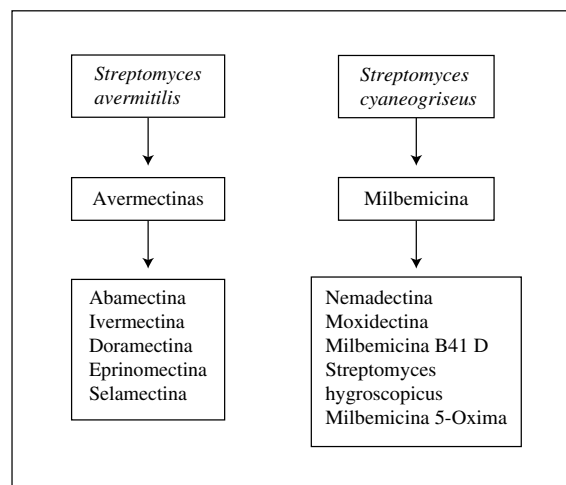 Streptomyces
avermitilis
Avermectinas
Abamectina
Ivermectina
Doramectina
Eprinomectina
Selamectina
Streptomyces
cyaneogriseus
Milbemicina
Nemadectina
Moxidectina
Milbemicina B41 D
Streptomyces
hygroscopicus
Milbemicina 5-Oxima